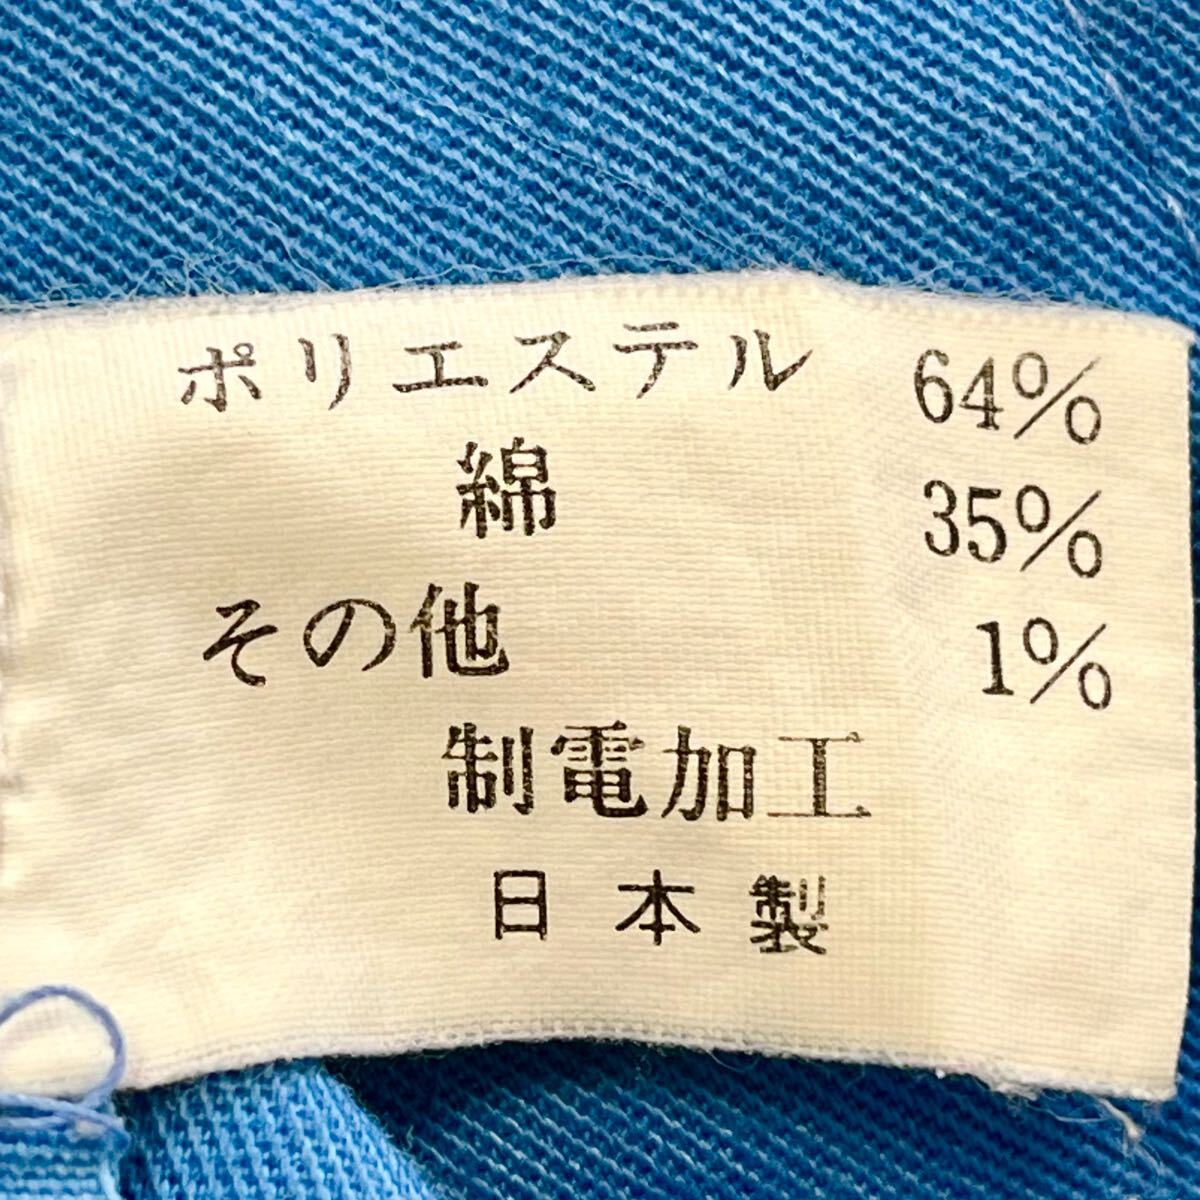 ポリエステル 64%
綿 35%
その他 1%
制電加工
日本製